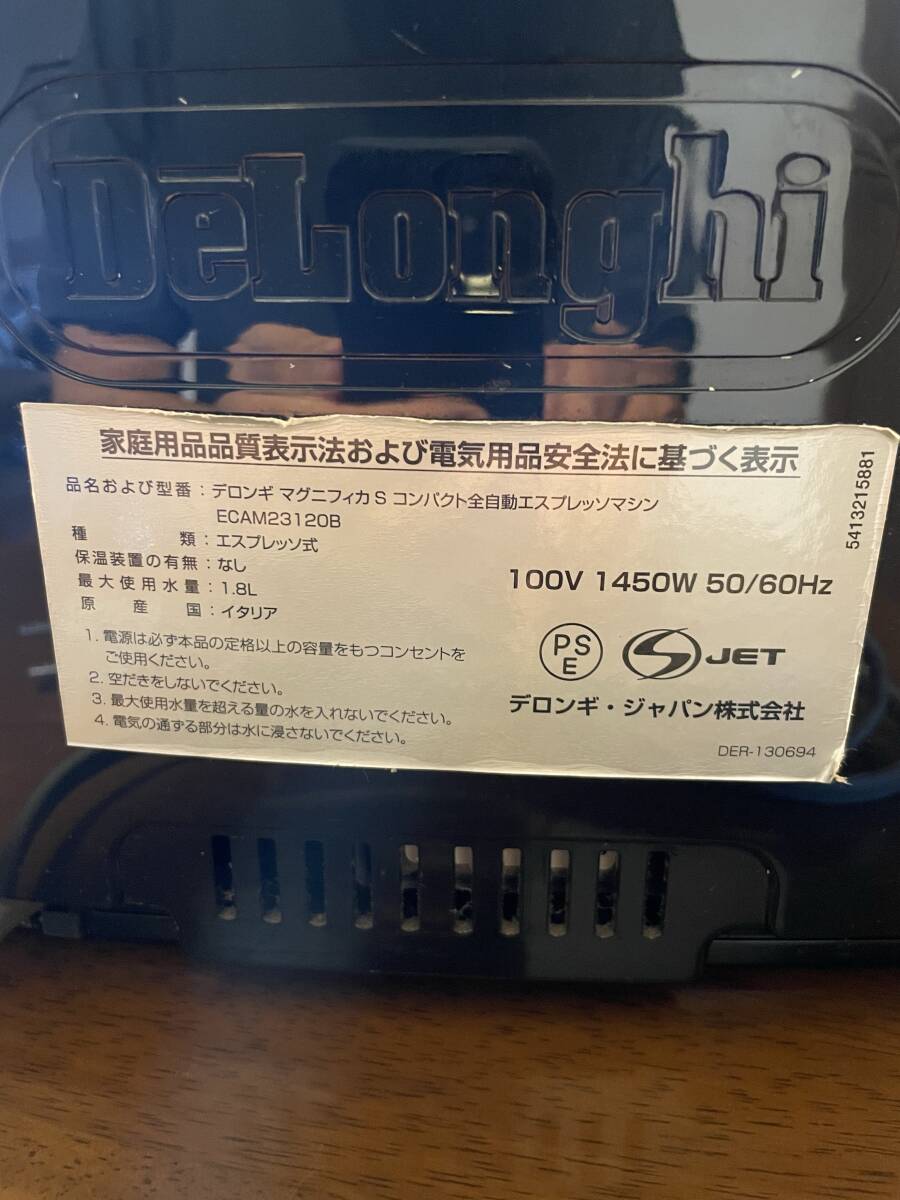 DēLonghi
家庭用品品質表示法および電気用品安全法に基づく表示
品名および型番：デロンギ マグニフィカ S コンパクト全自動エスプレッソマシン
ECAM23120B
種類：エスプレッソ式
保温装置の有無：なし
最大使用水量：1.8L
原産国：イタリア
1. 電源は必ず本品の定格以上の容量をもつコンセントを
ご使用ください。
2. 空だきをしないでください。
3. 最大使用水量を超える量の水を入れないでください。
4. 電気の通ずる部分は水に浸さないでください。
100V 1450W 50/60Hz
PS
E
JET
デロンギ・ジャパン株式会社
DER-130694
5413215881